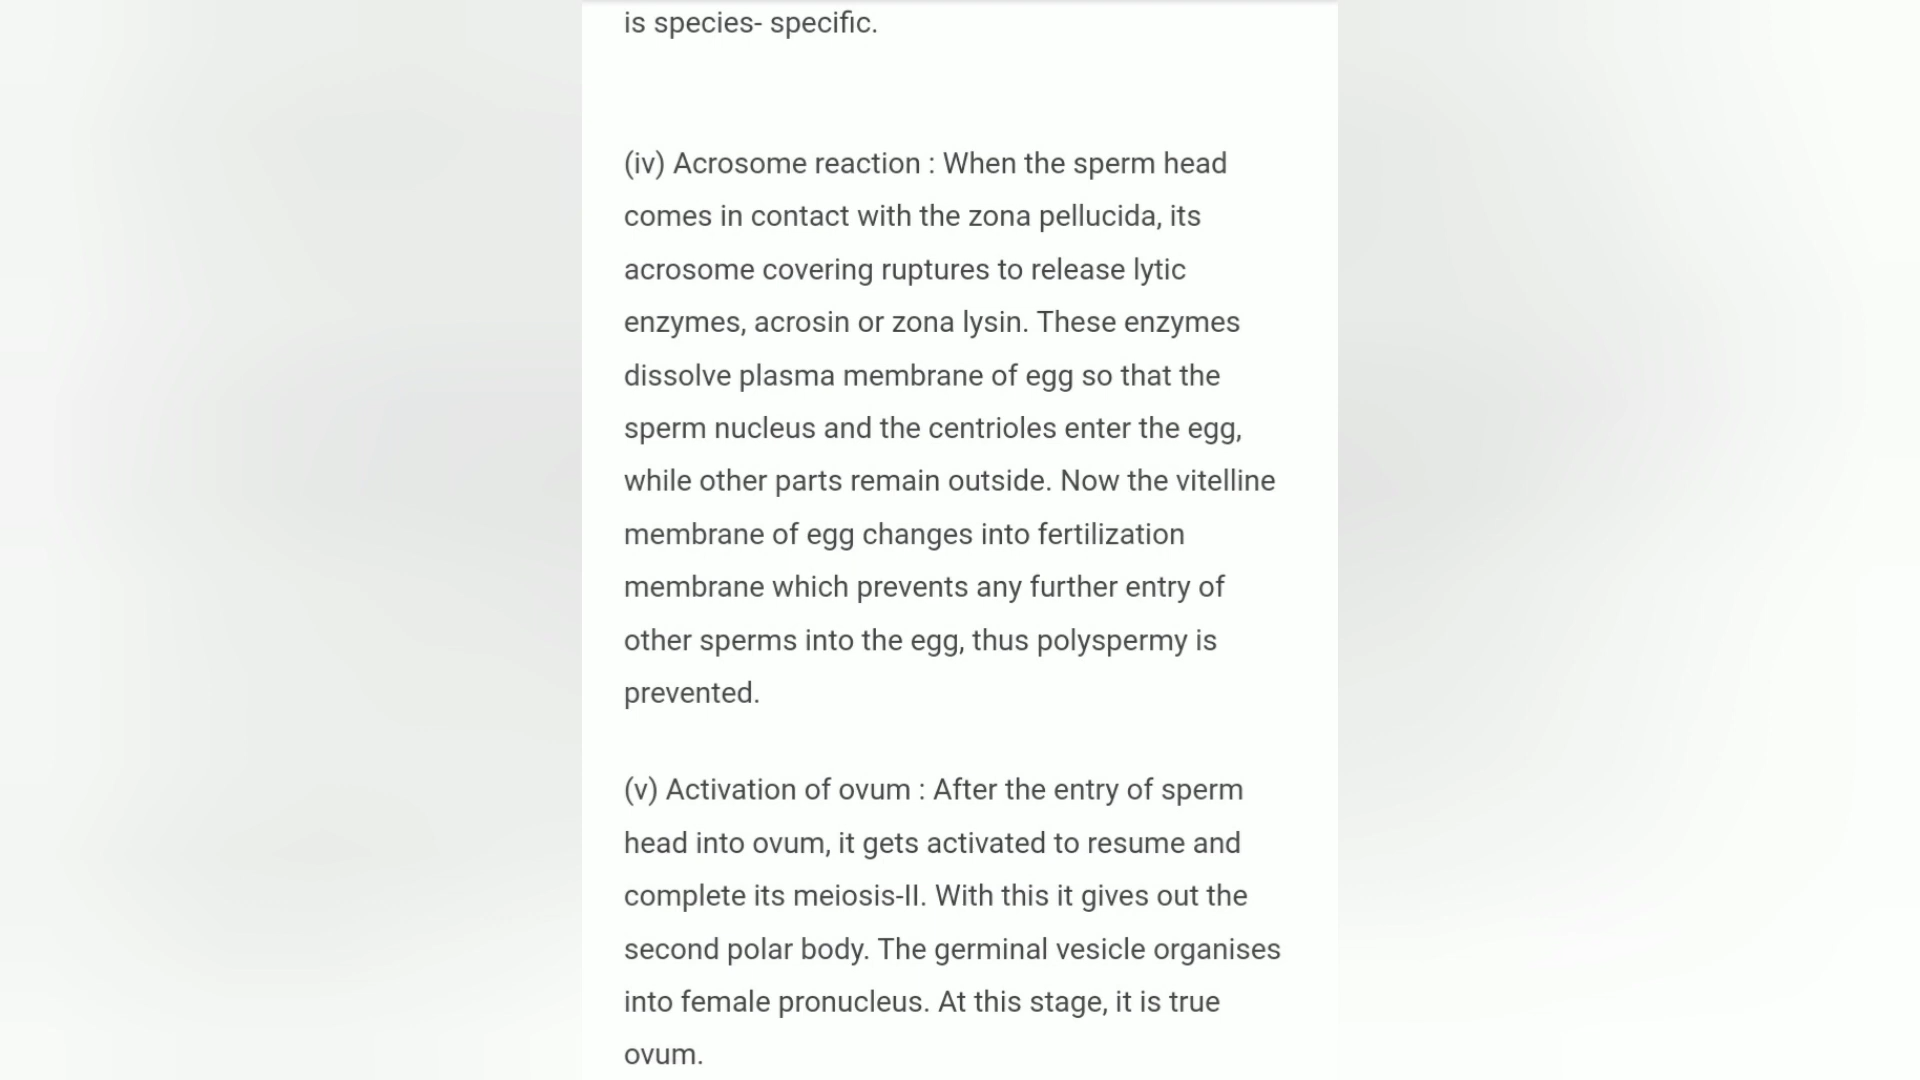 is species- specific.
(iv) Acrosome reaction : When the sperm head
comes in contact with the zona pellucida, its
acrosome covering ruptures to release lytic
enzymes, acrosin or zona lysin. These enzymes
dissolve plasma membrane of egg so that the
sperm nucleus and the centrioles enter the egg,
while other parts remain outside. Now the vitelline
membrane of egg changes into fertilization
membrane which prevents any further entry of
other sperms into the egg, thus polyspermy is
prevented.
(v) Activation of ovum : After the entry of sperm
head into ovum, it gets activated to resume and
complete its meiosis-II. With this it gives out the
second polar body. The germinal vesicle organises
into female pronucleus. At this stage, it is true
ovum.